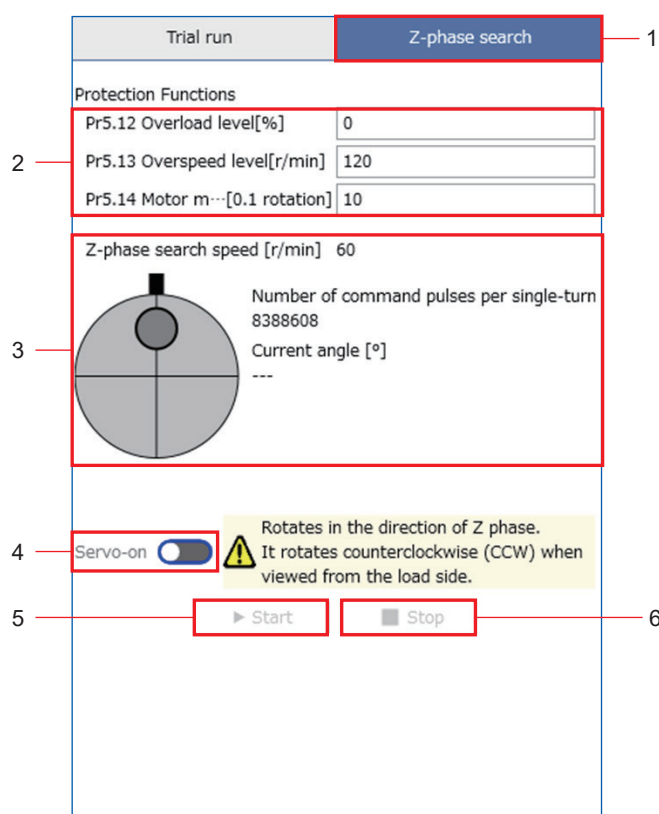 Trial run
Z-phase search
1
Protection Functions
2
Pr5.12 Overload level[%] 0
Pr5.13 Overspeed level[r/min] 120
Pr5.14 Motor m⋯[0.1 rotation] 10
3
Z-phase search speed [r/min] 60
Number of command pulses per single-turn
8388608
Current angle [°]
---
4
Servo-on
Rotates in the direction of Z phase.
It rotates counterclockwise (CCW) when
viewed from the load side.
5
Start
Stop
6